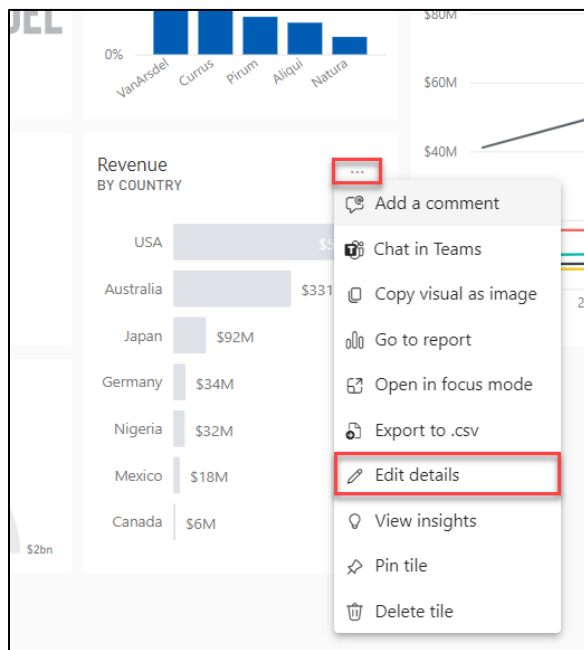 0%
VanArsdel
Currus
Pirum
Aliqui
Natura
$80M
$60M
$40M
Revenue
BY COUNTRY
...
USA
Australia
$331
Japan
$92M
Germany
$34M
Nigeria
$32M
Mexico
$18M
Canada
$6M
$2bn
Add a comment
Chat in Teams
Copy visual as image
Go to report
Open in focus mode
Export to .csv
Edit details
View insights
Pin tile
Delete tile